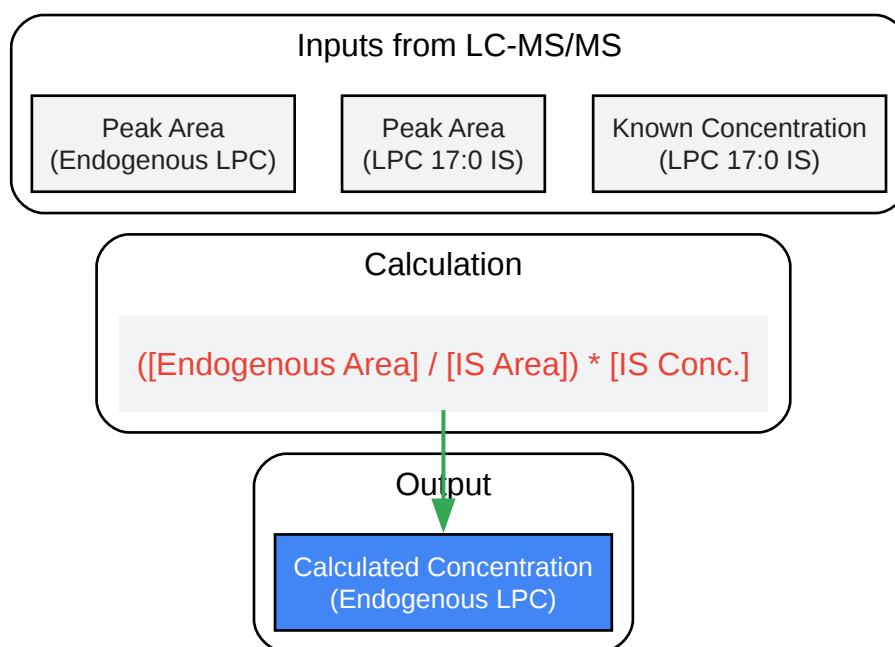 Inputs from LC-MS/MS
Peak Area
(Endogenous LPC)
Peak Area
(LPC 17:0 IS)
Known Concentration
(LPC 17:0 IS)
Calculation
([Endogenous Area] / [IS Area]) * [IS Conc.]
Output
Calculated Concentration
(Endogenous LPC)